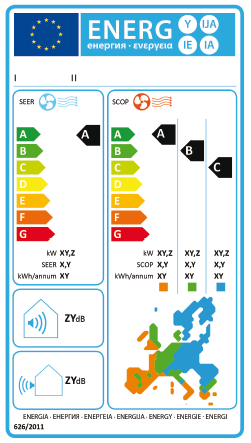 ENERG Y IJA
енергия · ενεργεια IE IA
I II
SEER SCOP
A A A A
B B B
C C C
D D
E E
F F
G G
kW XY,Z kW XY,Z XY,Z XY,Z
SEER X,Y SCOP X,Y X,Y X,Y
kWh/annum XY kWh/annum XY XY XY
ZYdB
ZYdB
ENERGIA · ЕНЕРГИЯ · ΕΝΕΡΓΕΙΑ · ENERGIJA · ENERGY · ENERGIE · ENERGI
626/2011